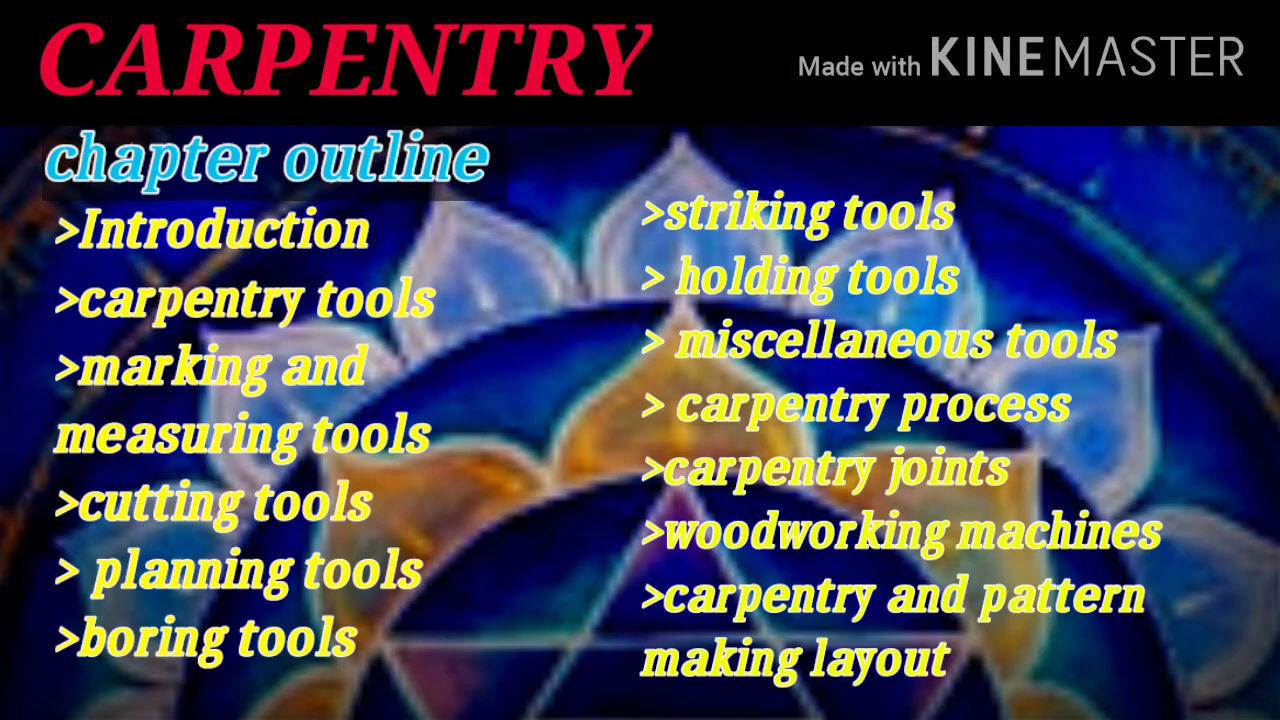 CARPENTRY
Made with KINEMASTER
chapter outline
>Introduction
>carpentry tools
>marking and
measuring tools
>cutting tools
> planning tools
>boring tools
>striking tools
> holding tools
> miscellaneous tools
> carpentry process
>carpentry joints
>woodworking machines
>carpentry and pattern
making layout